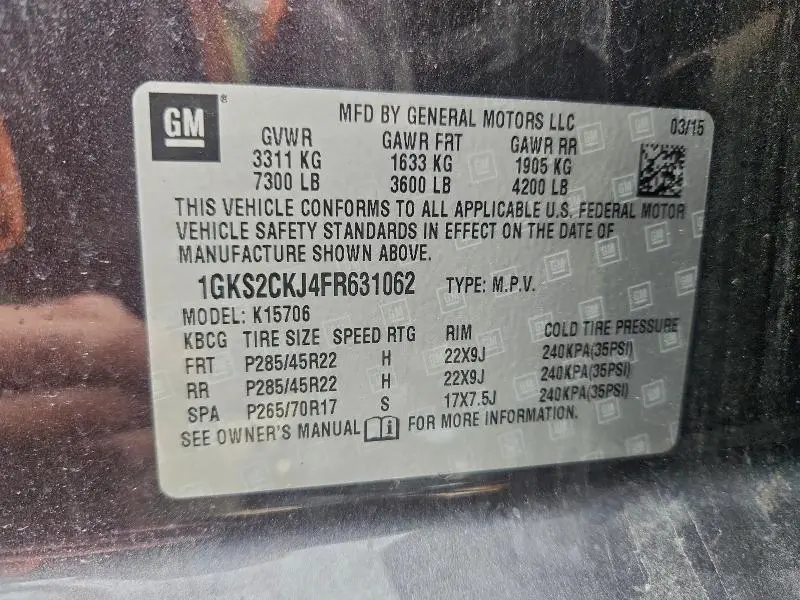 GM®
MFD BY GENERAL MOTORS LLC 03/15
GVWR GAWR FRT GAWR RR
3311 KG 1633 KG 1905 KG
7300 LB 3600 LB 4200 LB
THIS VEHICLE CONFORMS TO ALL APPLICABLE U.S. FEDERAL MOTOR
VEHICLE SAFETY STANDARDS IN EFFECT ON THE DATE OF
MANUFACTURE SHOWN ABOVE.
1GKS2CKJ4FR631062 TYPE: M.P.V.
MODEL: K15706
KBCG TIRE SIZE SPEED RTG RIM COLD TIRE PRESSURE
FRT P285/45R22 H 22X9J 240KPA(35PSI)
RR P285/45R22 H 22X9J 240KPA(35PSI)
SPA P265/70R17 S 17X7.5J 240KPA(35PSI)
SEE OWNER'S MANUAL i FOR MORE INFORMATION.